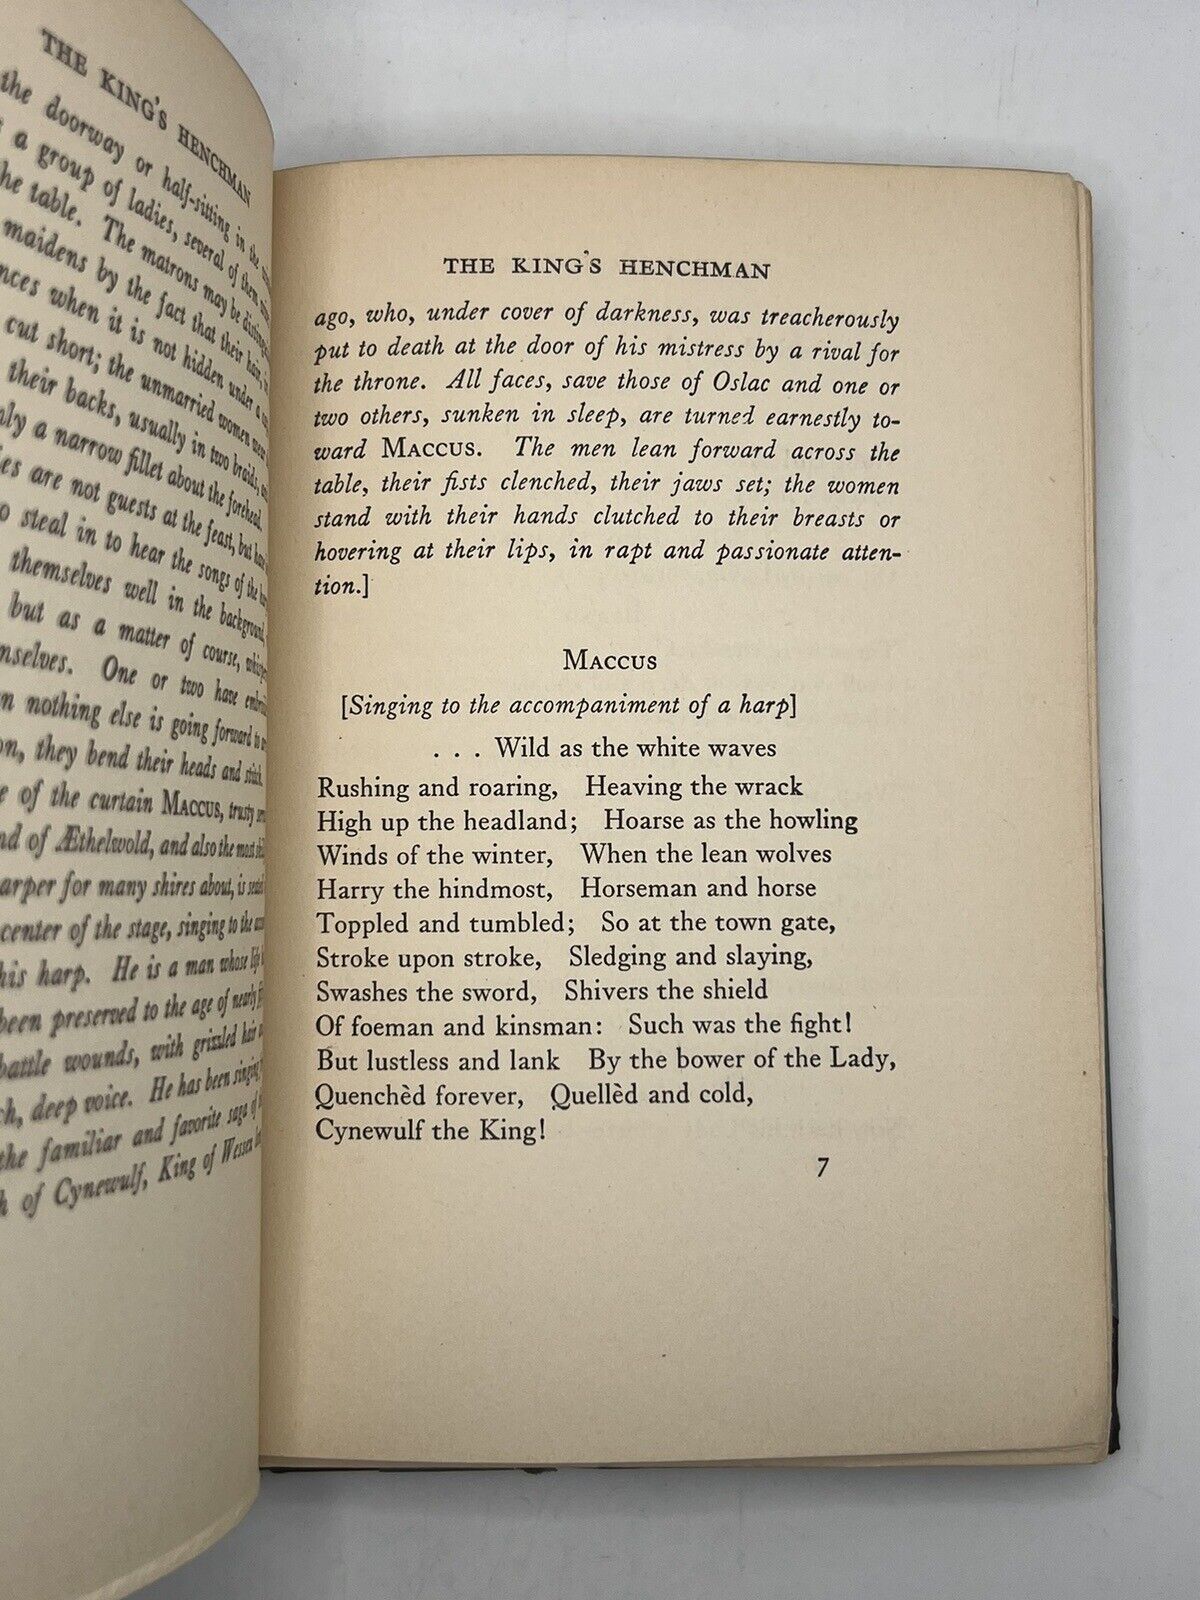 THE KING'S HENCHMAN
the doorway or half-sitting in the
a group of ladies, several of them
the table. The matrons may be
maidens by the fact that their hair,
when it is not hidden under a
cut short; the unmarried women wear
their backs, usually in two braids,
a narrow fillet about the forehead.
are not guests at the feast, but
steal in to hear the songs of the
themselves well in the background,
but as a matter of course,
One or two have
nothing else is going forward to
they bend their heads and stitch.
of the curtain MACCUS, trusty
of Æthelwold, and also the most
for many shires about, is
center of the stage, singing to the
his harp. He is a man whose life
been preserved to the age of nearly
battle wounds, with grizzled hair
deep voice. He has been singing
the familiar and favorite saga of
of Cynewulf, King of Wessex
THE KING'S HENCHMAN
ago, who, under cover of darkness, was treacherously
put to death at the door of his mistress by a rival for
the throne. All faces, save those of Oslac and one or
two others, sunken in sleep, are turned earnestly to-
ward MACCUS. The men lean forward across the
table, their fists clenched, their jaws set; the women
stand with their hands clutched to their breasts or
hovering at their lips, in rapt and passionate atten-
tion.]
MACCUS
[Singing to the accompaniment of a harp]
. . . Wild as the white waves
Rushing and roaring, Heaving the wrack
High up the headland; Hoarse as the howling
Winds of the winter, When the lean wolves
Harry the hindmost, Horseman and horse
Toppled and tumbled; So at the town gate,
Stroke upon stroke, Sledging and slaying,
Swashes the sword, Shivers the shield
Of foeman and kinsman: Such was the fight!
But lustless and lank By the bower of the Lady,
Quenchèd forever, Quellèd and cold,
Cynewulf the King!
7